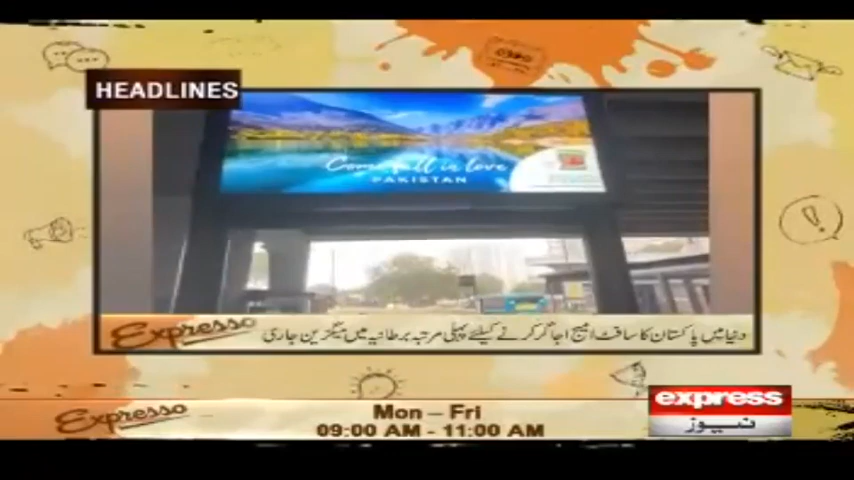 HEADLINES
Come fall in love
PAKISTAN
Expresso
دنیا میں پاکستان کا سافٹ امیج اجاگر کرنے کیلئے پہلی مرتبہ برطانیہ میں میگزین جاری
Expresso
Mon – Fri
09:00 AM - 11:00 AM
express
نیوز